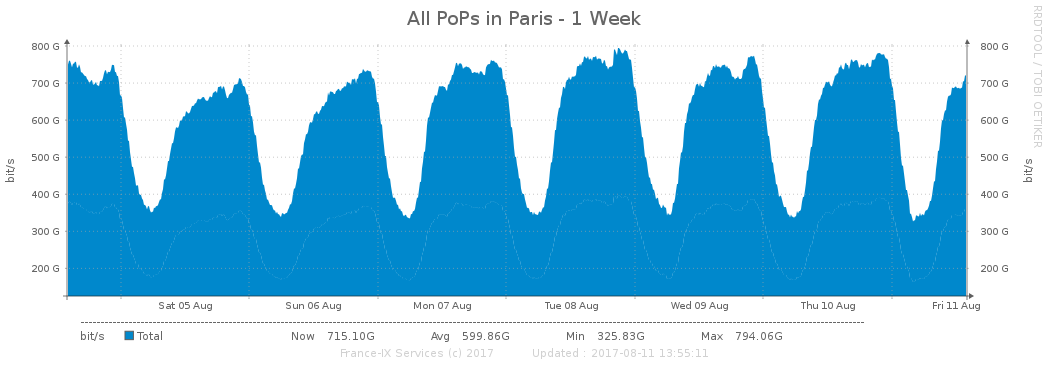 All PoPs in Paris - 1 Week
RRDTOOL / TOBI OETIKER
800 G 800 G
700 G 700 G
600 G 600 G
500 G 500 G
400 G 400 G
300 G 300 G
200 G 200 G
bit/s
bit/s
Sat 05 Aug Sun 06 Aug Mon 07 Aug Tue 08 Aug Wed 09 Aug Thu 10 Aug Fri 11 Aug
bit/s Total Now 715.10G Avg 599.86G Min 325.83G Max 794.06G
France-IX Services (c) 2017 Updated : 2017-08-11 13:55:11